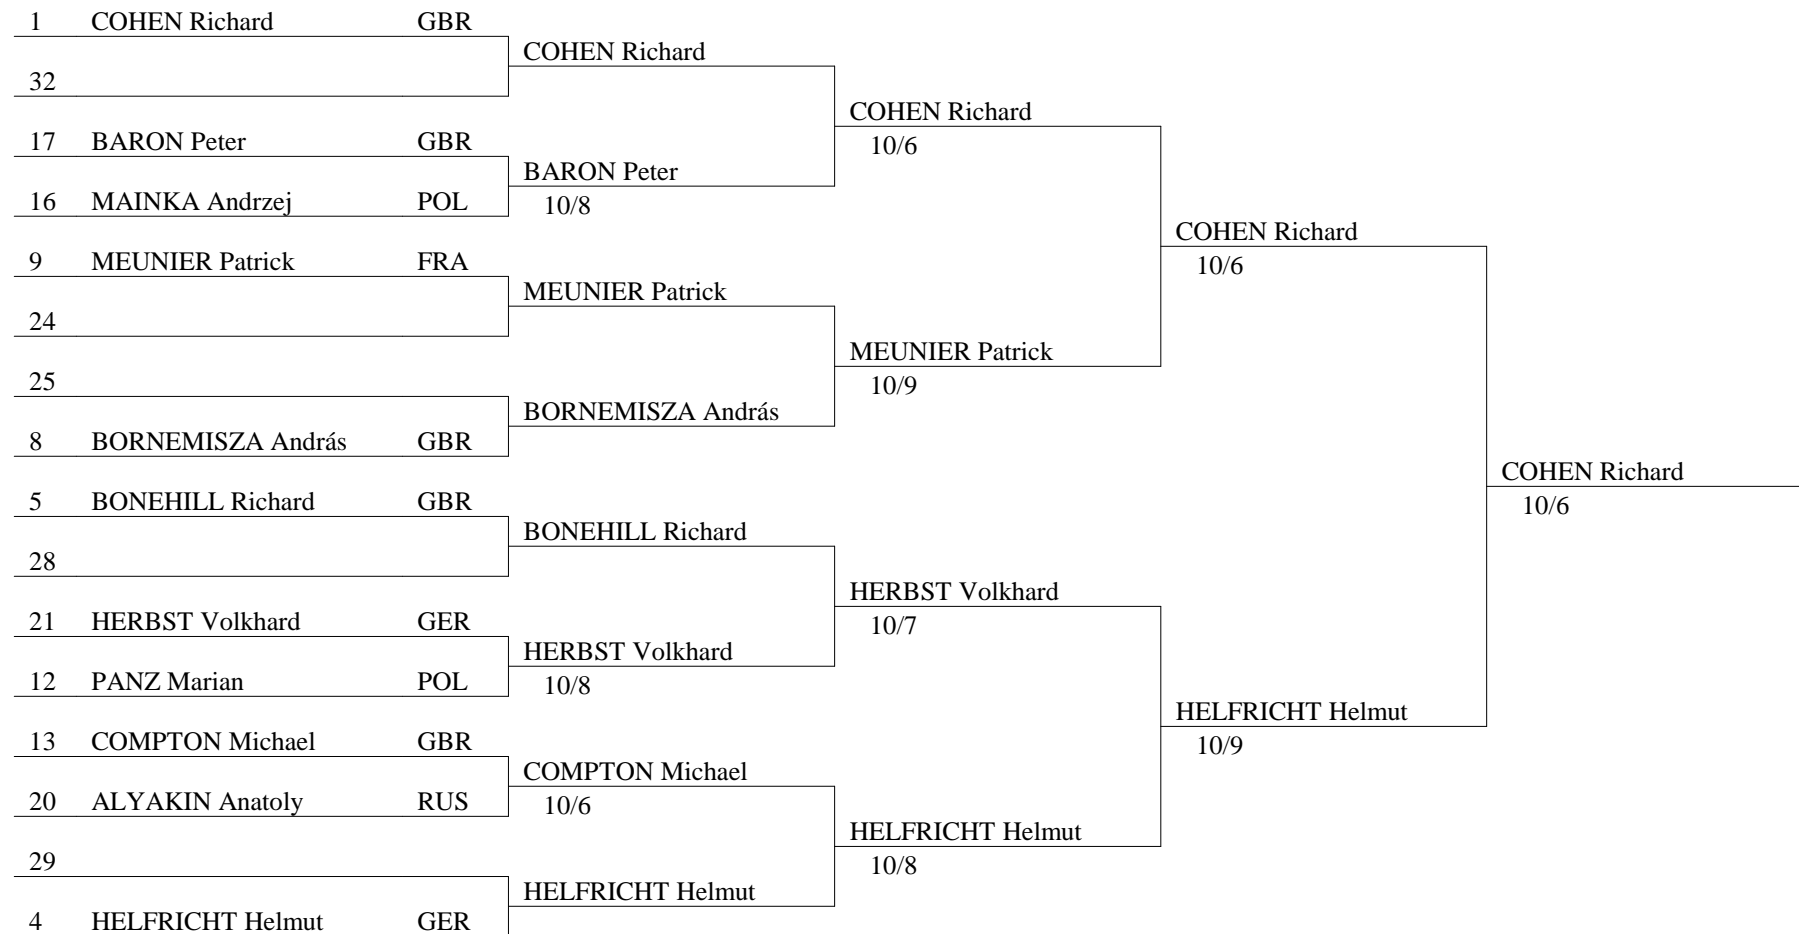 1 COHEN Richard GBR
COHEN Richard
32
COHEN Richard
17 BARON Peter GBR
10/6
BARON Peter
16 MAINKA Andrzej POL
10/8
COHEN Richard
9 MEUNIER Patrick FRA
10/6
MEUNIER Patrick
24
MEUNIER Patrick
25
10/9
BORNEMISZA András
8 BORNEMISZA András GBR
COHEN Richard
5 BONEHILL Richard GBR
10/6
BONEHILL Richard
28
HERBST Volkhard
21 HERBST Volkhard GER
10/7
HERBST Volkhard
12 PANZ Marian POL
10/8
HELFRICHT Helmut
13 COMPTON Michael GBR
10/9
COMPTON Michael
20 ALYAKIN Anatoly RUS
10/6
HELFRICHT Helmut
29
10/8
HELFRICHT Helmut
4 HELFRICHT Helmut GER